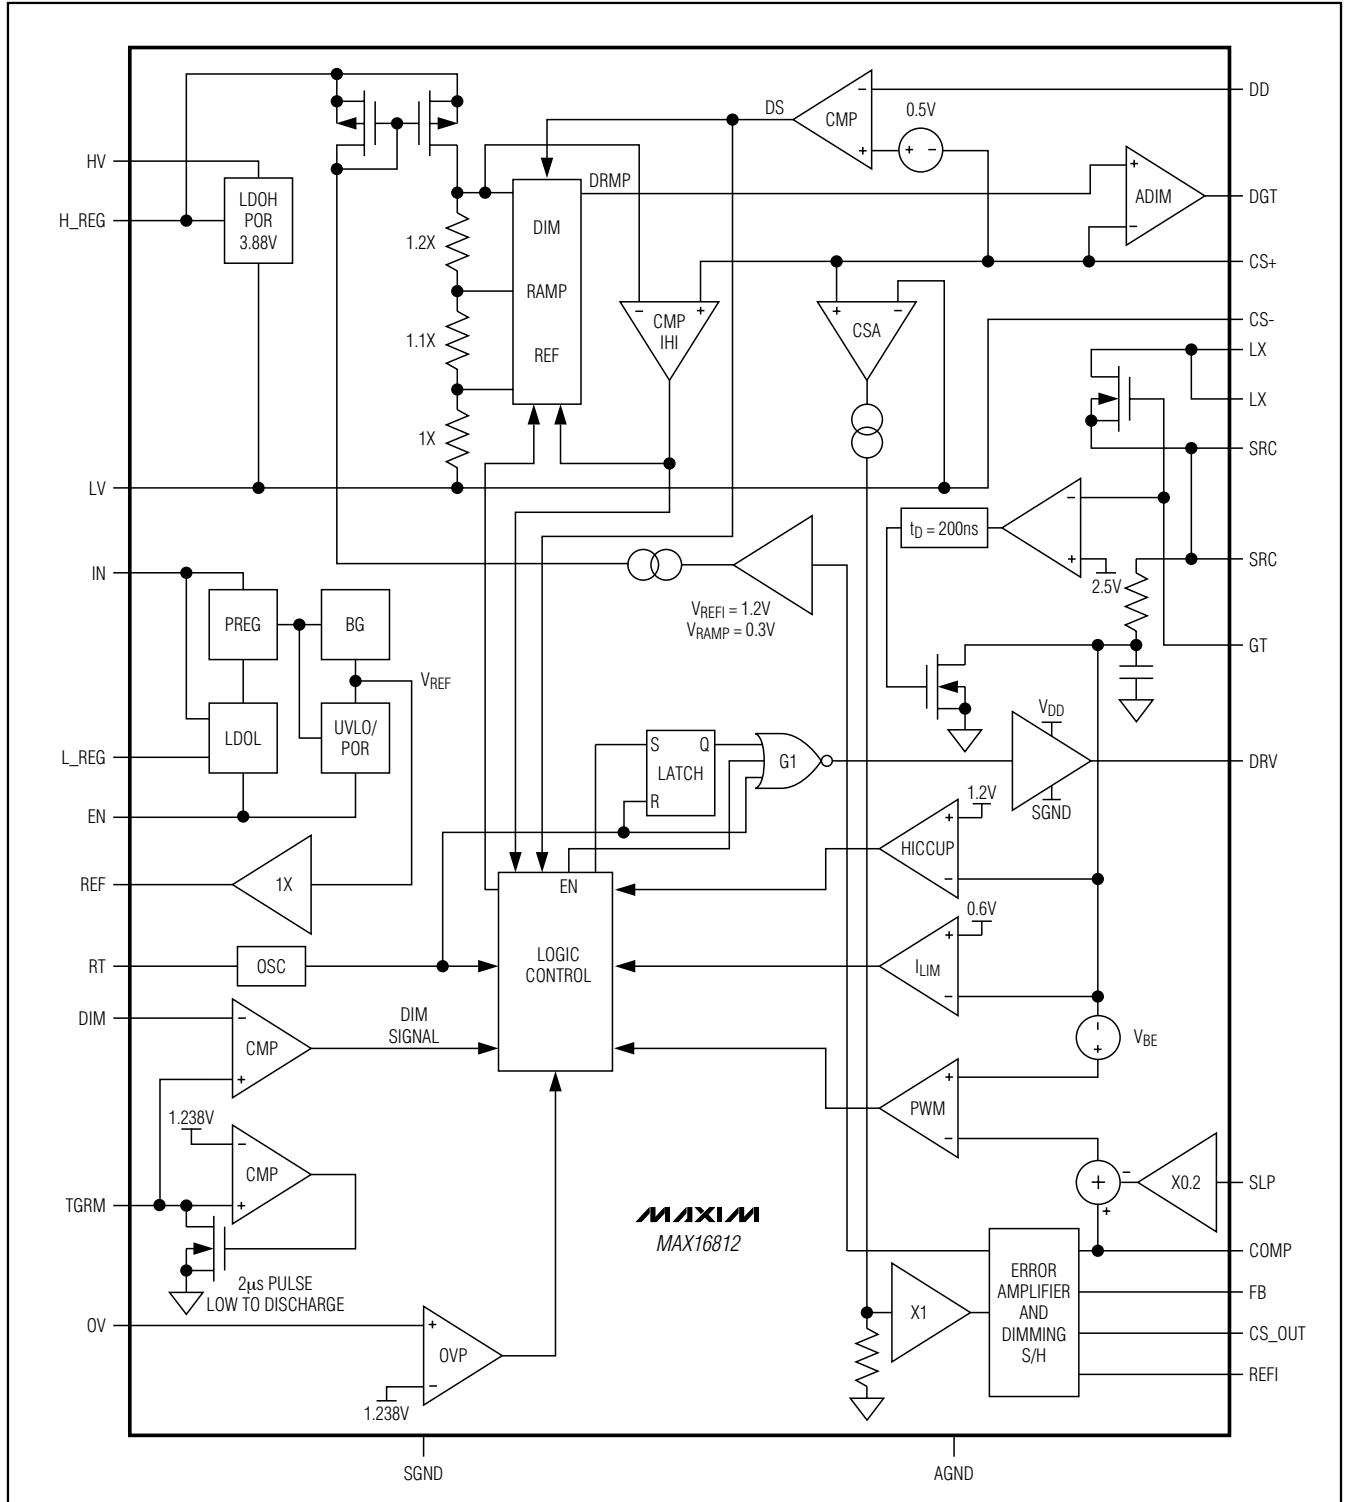 DD
DS
CMP
0.5V
HV
LDOH
POR
3.88V
DRMP
ADIM
DGT
H_REG
DIM
1.2X
CS+
RAMP
CMP
IHI
CSA
CS-
1.1X
REF
LX
LX
1X
SRC
LV
tD = 200ns
2.5V
SRC
IN
PREG
BG
VREFI = 1.2V
VRAMP = 0.3V
GT
VREF
LDOL
UVLO/
POR
L_REG
S
Q
LATCH
R
G1
VDD
SGND
DRV
EN
1.2V
HICCUP
REF
1X
EN
LOGIC
CONTROL
0.6V
ILIM
RT
OSC
DIM
CMP
DIM
SIGNAL
VBE
PWM
1.238V
CMP
TGRM
X0.2
SLP
2µs PULSE
LOW TO DISCHARGE
MAXIM
MAX16812
COMP
ERROR
AMPLIFIER
AND
DIMMING
S/H
FB
X1
CS_OUT
REFI
OV
OVP
1.238V
SGND
AGND